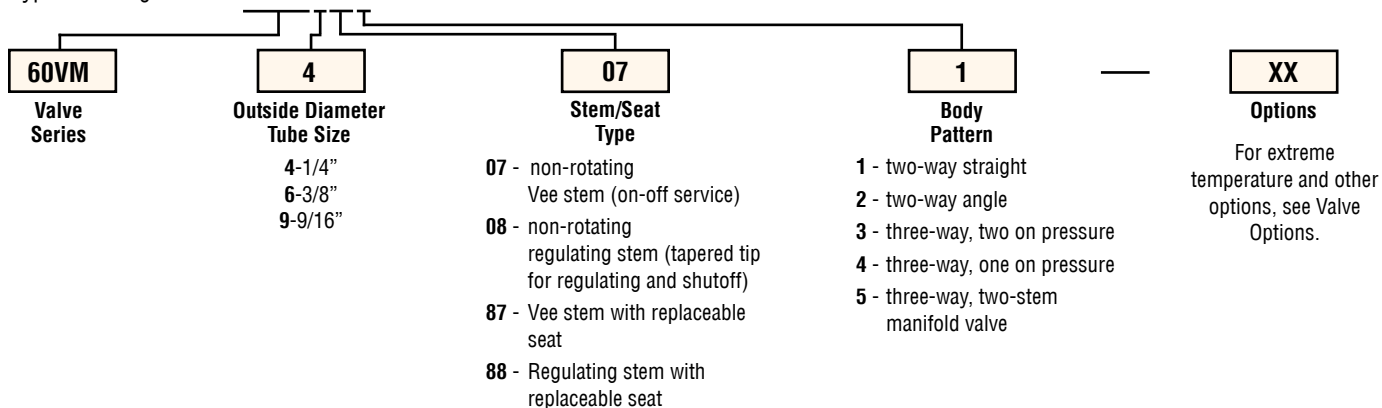 60VM
Valve
Series
4
Outside Diameter
Tube Size
4-1/4”
6-3/8”
9-9/16”
07
Stem/Seat
Type
07 - non-rotating
Vee stem (on-off service)
08 - non-rotating
regulating stem (tapered tip
for regulating and shutoff)
87 - Vee stem with replaceable
seat
88 - Regulating stem with
replaceable seat
1
Body
Pattern
1 - two-way straight
2 - two-way angle
3 - three-way, two on pressure
4 - three-way, one on pressure
5 - three-way, two-stem
manifold valve
XX
Options
For extreme
temperature and other
options, see Valve
Options.